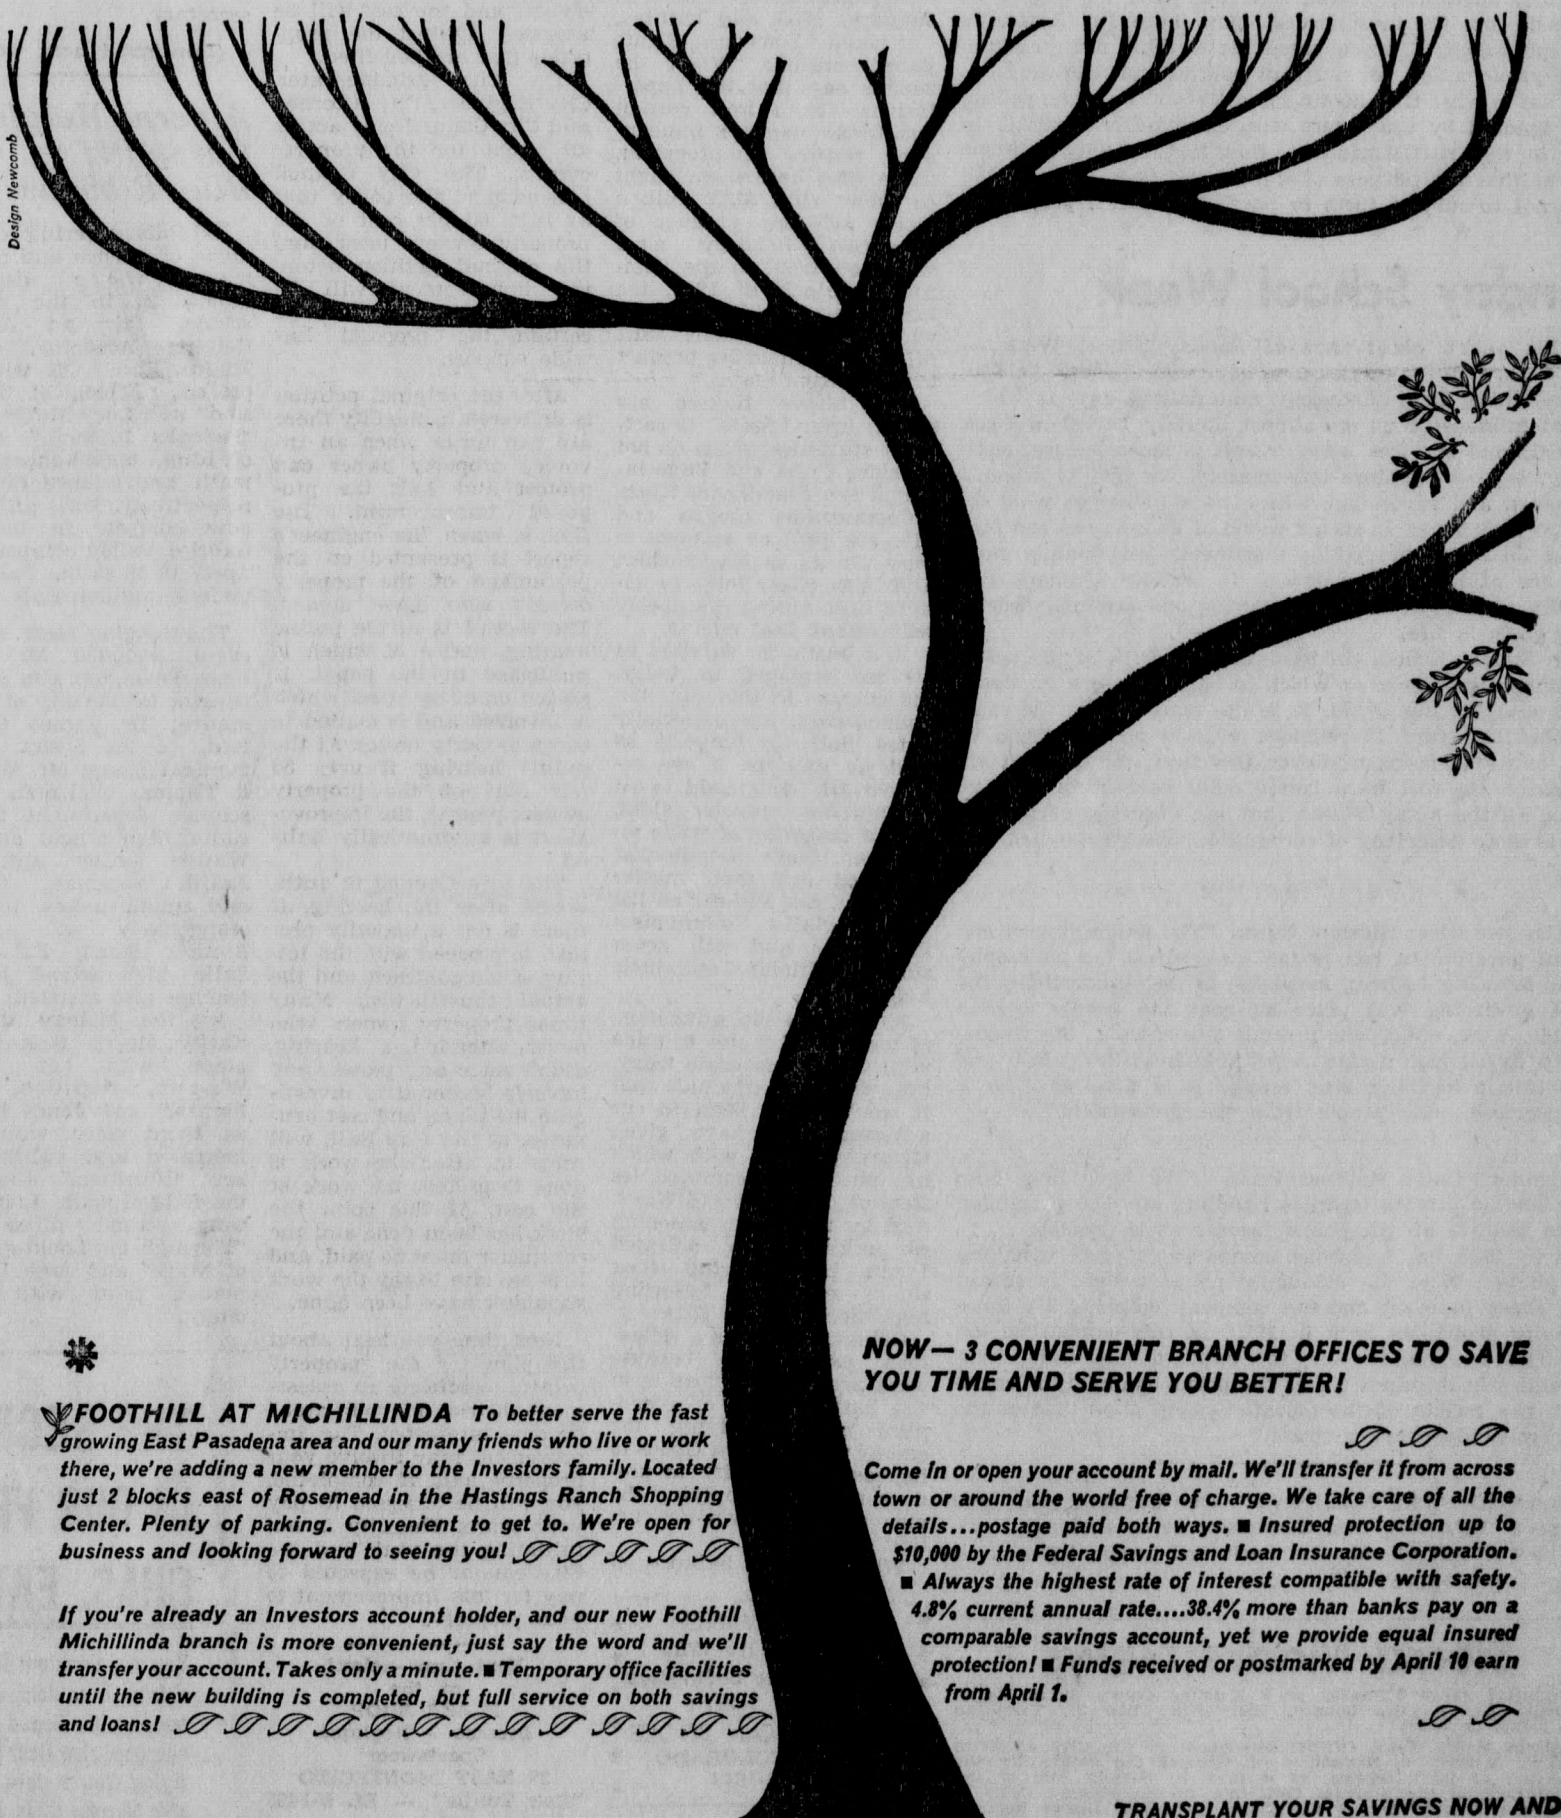 Design Newcomb
FOOTHILL AT MICHILLINDA To better serve the fast
growing East Pasadena area and our many friends who live or work
there, we're adding a new member to the Investors family. Located
just 2 blocks east of Rosemead in the Hastings Ranch Shopping
Center. Plenty of parking. Convenient to get to. We're open for
business and looking forward to seeing you!
If you're already an Investors account holder, and our new Foothill
Michillinda branch is more convenient, just say the word and we'll
transfer your account. Takes only a minute. ■ Temporary office facilities
until the new building is completed, but full service on both savings
and loans!
NOW— 3 CONVENIENT BRANCH OFFICES TO SAVE
YOU TIME AND SERVE YOU BETTER!
Come in or open your account by mail. We'll transfer it from across
town or around the world free of charge. We take care of all the
details...postage paid both ways. ■ Insured protection up to
$10,000 by the Federal Savings and Loan Insurance Corporation.
■ Always the highest rate of interest compatible with safety.
4.8% current annual rate....38.4% more than banks pay on a
comparable savings account, yet we provide equal insured
protection! ■ Funds received or postmarked by April 10 earn
from April 1.
TRANSPLANT YOUR SAVINGS NOW AND